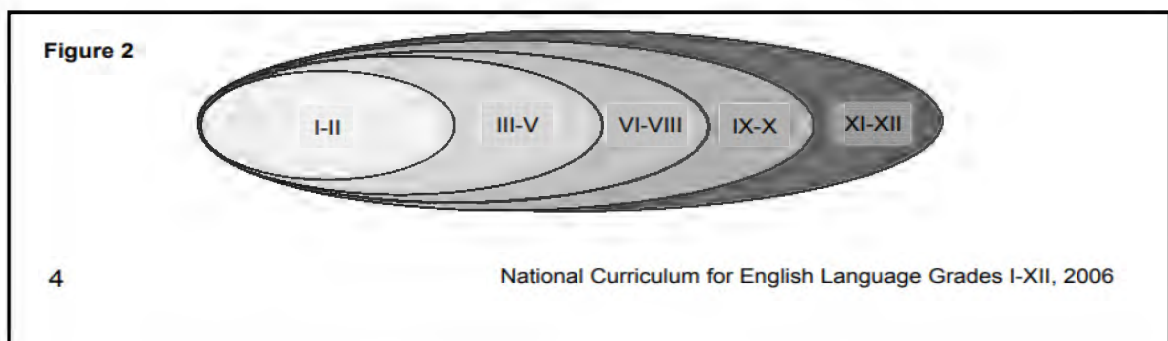 Figure 2
I-II
III-V
VI-VIII
IX-X
XI-XII
4
National Curriculum for English Language Grades I-XII, 2006